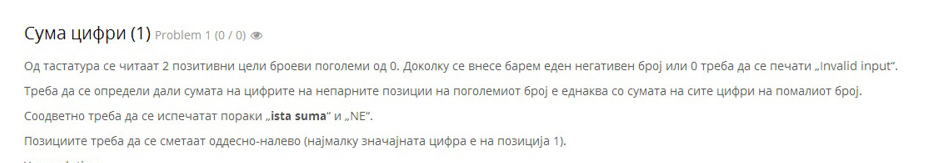 Сума цифри (1) Problem 1 (0 / 0)
Од тастатура се читаат 2 позитивни цели броеви поголеми од 0. Доколку се внесе барем еден негативен број или 0 треба да се печати „Invalid input”.
Треба да се определи дали сумата на цифрите на непарните позиции на поголемиот број е еднаква со сумата на сите цифри на помалиот број.
Соодветно треба да се испечатат пораки „ista suma” и „NE”.
Позициите треба да се сметаат оддесно-налево (најмалку значајната цифра е на позиција 1).